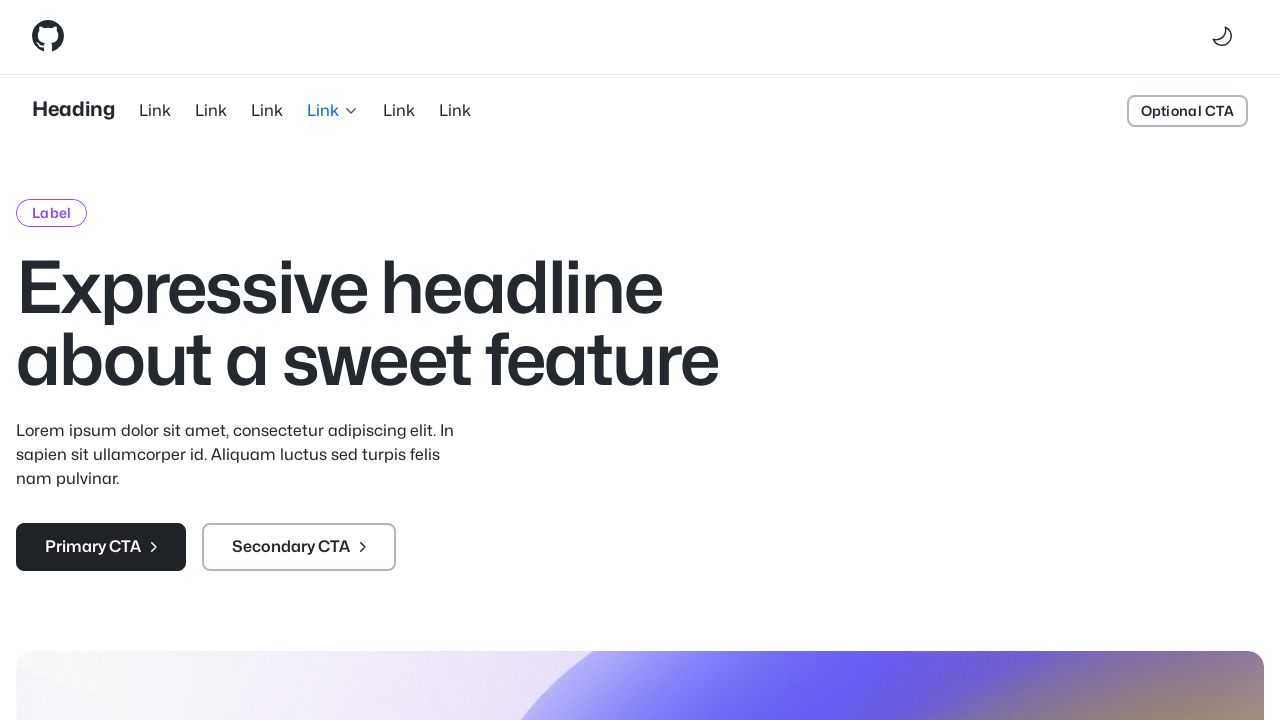 Heading Link Link Link Link Link Link Optional CTA
Label
Expressive headline
about a sweet feature
Lorem ipsum dolor sit amet, consectetur adipiscing elit. In
sapien sit ullamcorper id. Aliquam luctus sed turpis felis
nam pulvinar.
Primary CTA Secondary CTA